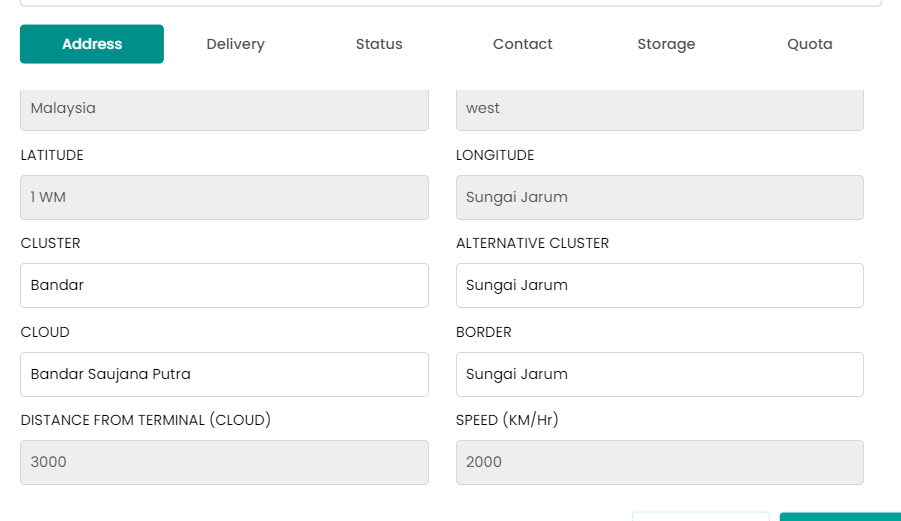 Address Delivery Status Contact Storage Quota
Malaysia west
LATITUDE LONGITUDE
1 WM Sungai Jarum
CLUSTER ALTERNATIVE CLUSTER
Bandar Sungai Jarum
CLOUD BORDER
Bandar Saujana Putra Sungai Jarum
DISTANCE FROM TERMINAL (CLOUD) SPEED (KM/Hr)
3000 2000